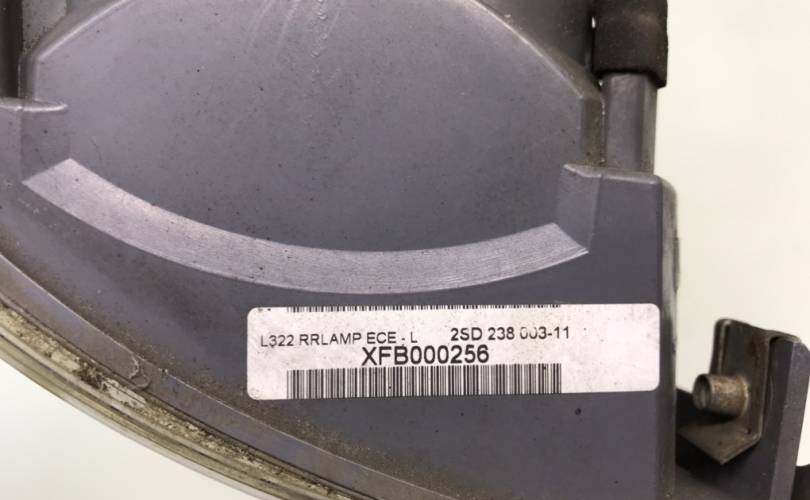 L322 RRLAMP ECE - L 2SD 238 003-11
XFB000256